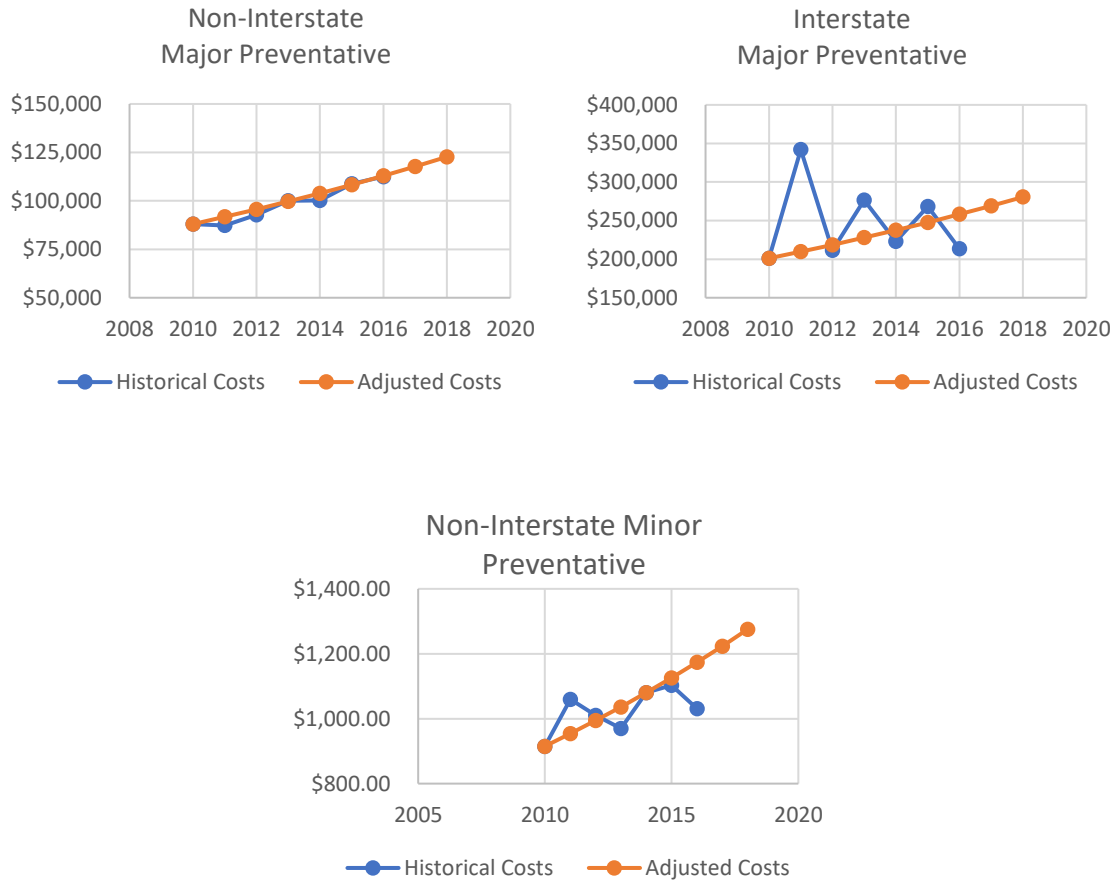 Non-Interstate
Major Preventative
$150,000
$125,000
$100,000
$75,000
$50,000
2008 2010 2012 2014 2016 2018 2020
Historical Costs Adjusted Costs
Interstate
Major Preventative
$400,000
$350,000
$300,000
$250,000
$200,000
$150,000
2008 2010 2012 2014 2016 2018 2020
Historical Costs Adjusted Costs
Non-Interstate Minor
Preventative
$1,400.00
$1,200.00
$1,000.00
$800.00
2005 2010 2015 2020
Historical Costs Adjusted Costs